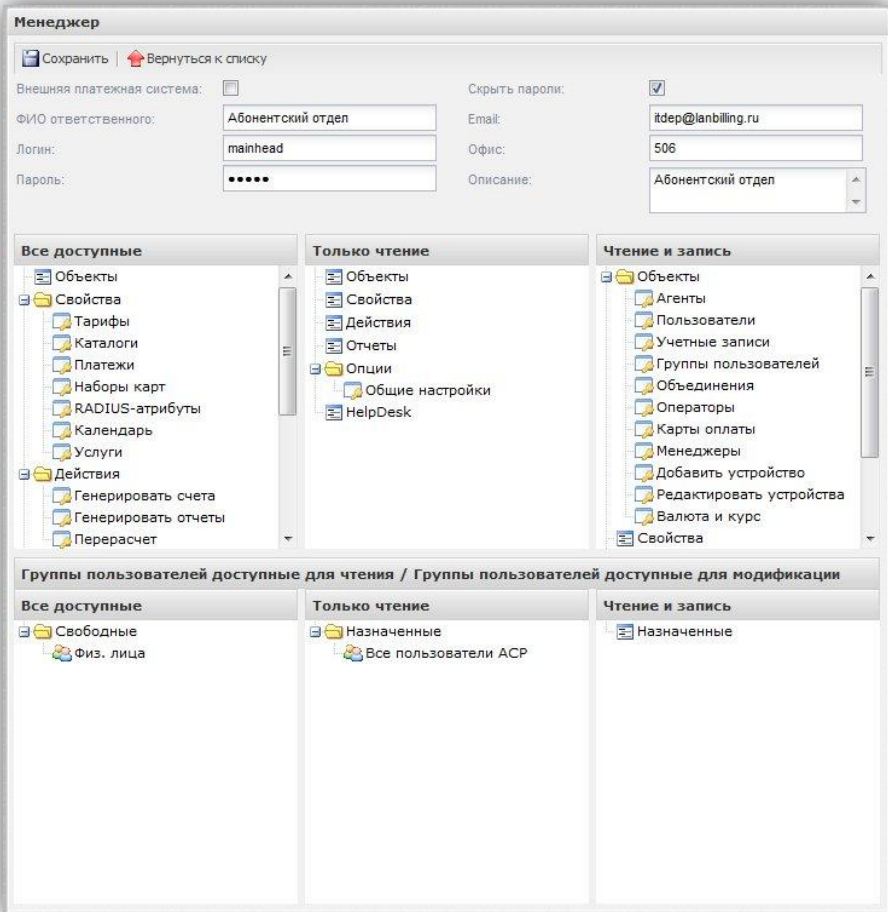 Менеджер
Сохранить Вернуться к списку
Внешняя платежная система: Скрыть пароли:
ФИО ответственного: Абонентский отдел Email: itdep@lanbilling.ru
Логин: mainhead Офис: 506
Пароль: ••••• Описание: Абонентский отдел
Все доступные
Объекты
Свойства
Тарифы
Каталоги
Платежи
Наборы карт
RADIUS-атрибуты
Календарь
Услуги
Действия
Генерировать счета
Генерировать отчеты
Перерасчет
Только чтение
Объекты
Свойства
Действия
Отчеты
Опции
Общие настройки
HelpDesk
Чтение и запись
Объекты
Агенты
Пользователи
Учетные записи
Группы пользователей
Объединения
Операторы
Карты оплаты
Менеджеры
Добавить устройство
Редактировать устройства
Валюта и курс
Свойства
Группы пользователей доступные для чтения / Группы пользователей доступные для модификации
Все доступные
Свободные
Физ. лица
Только чтение
Назначенные
Все пользователи АСР
Чтение и запись
Назначенные